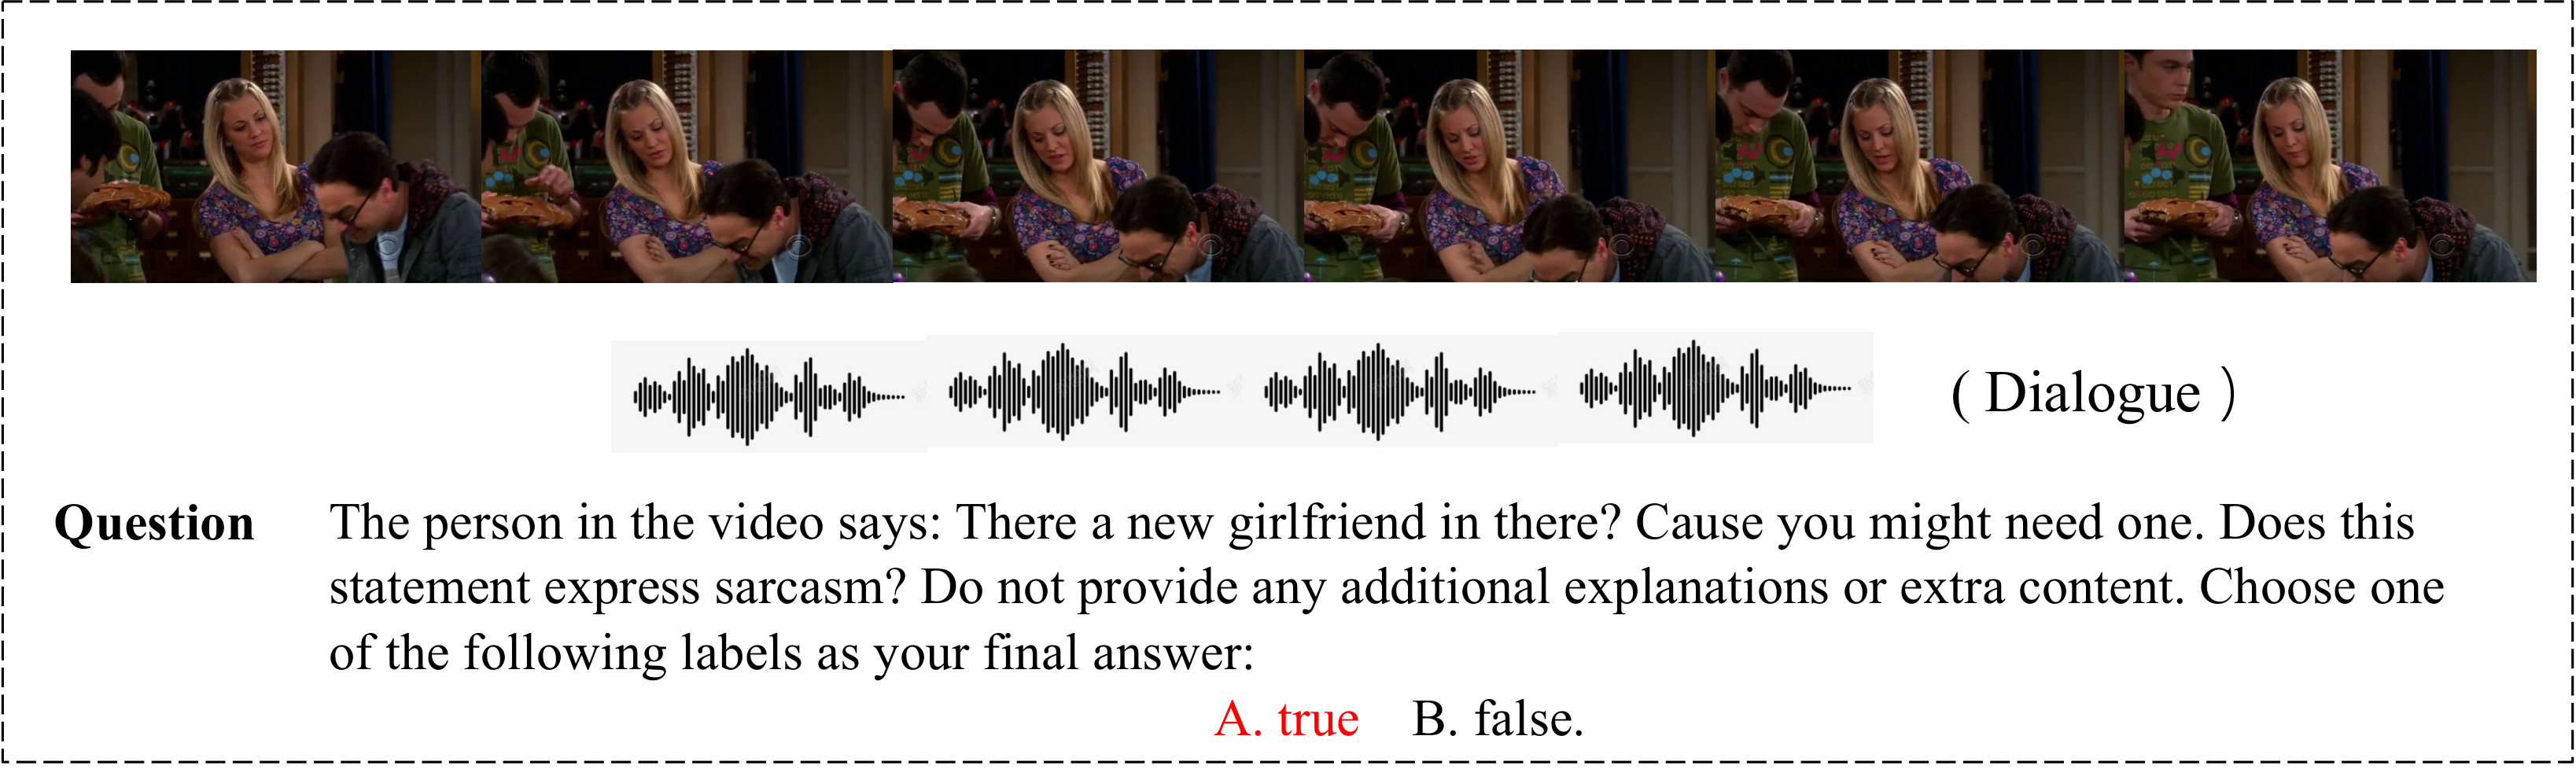 ( Dialogue )
Question The person in the video says: There a new girlfriend in there? Cause you might need one. Does this
statement express sarcasm? Do not provide any additional explanations or extra content. Choose one
of the following labels as your final answer:
A. true B. false.